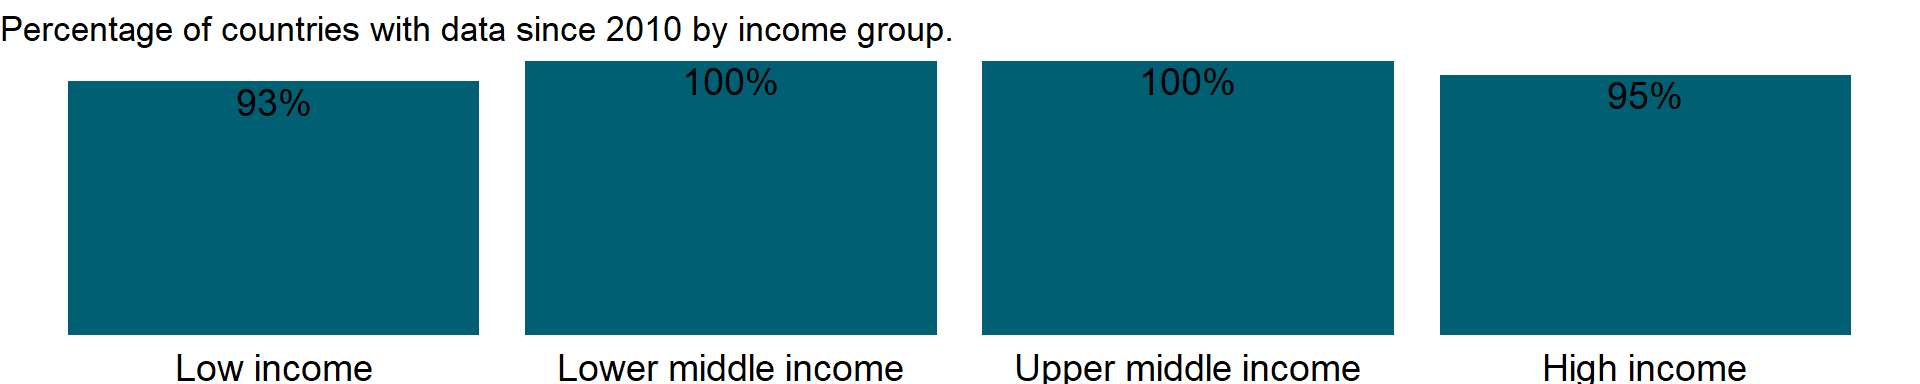 Percentage of countries with data since 2010 by income group.
93%
100%
100%
95%
Low income
Lower middle income
Upper middle income
High income